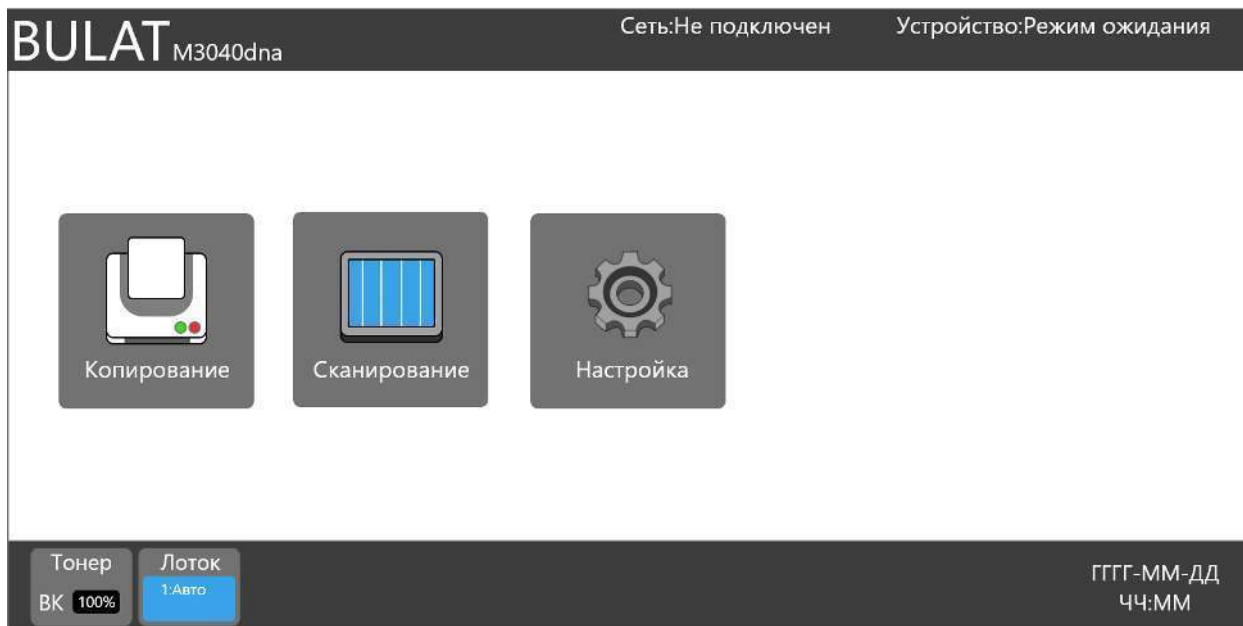 BULAT M3040dna
Сеть:Не подключен
Устройство:Режим ожидания
Копирование
Сканирование
Настройка
Тонер
BK 100%
Лоток
1:Авто
ГГГГ-ММ-ДД
ЧЧ:ММ